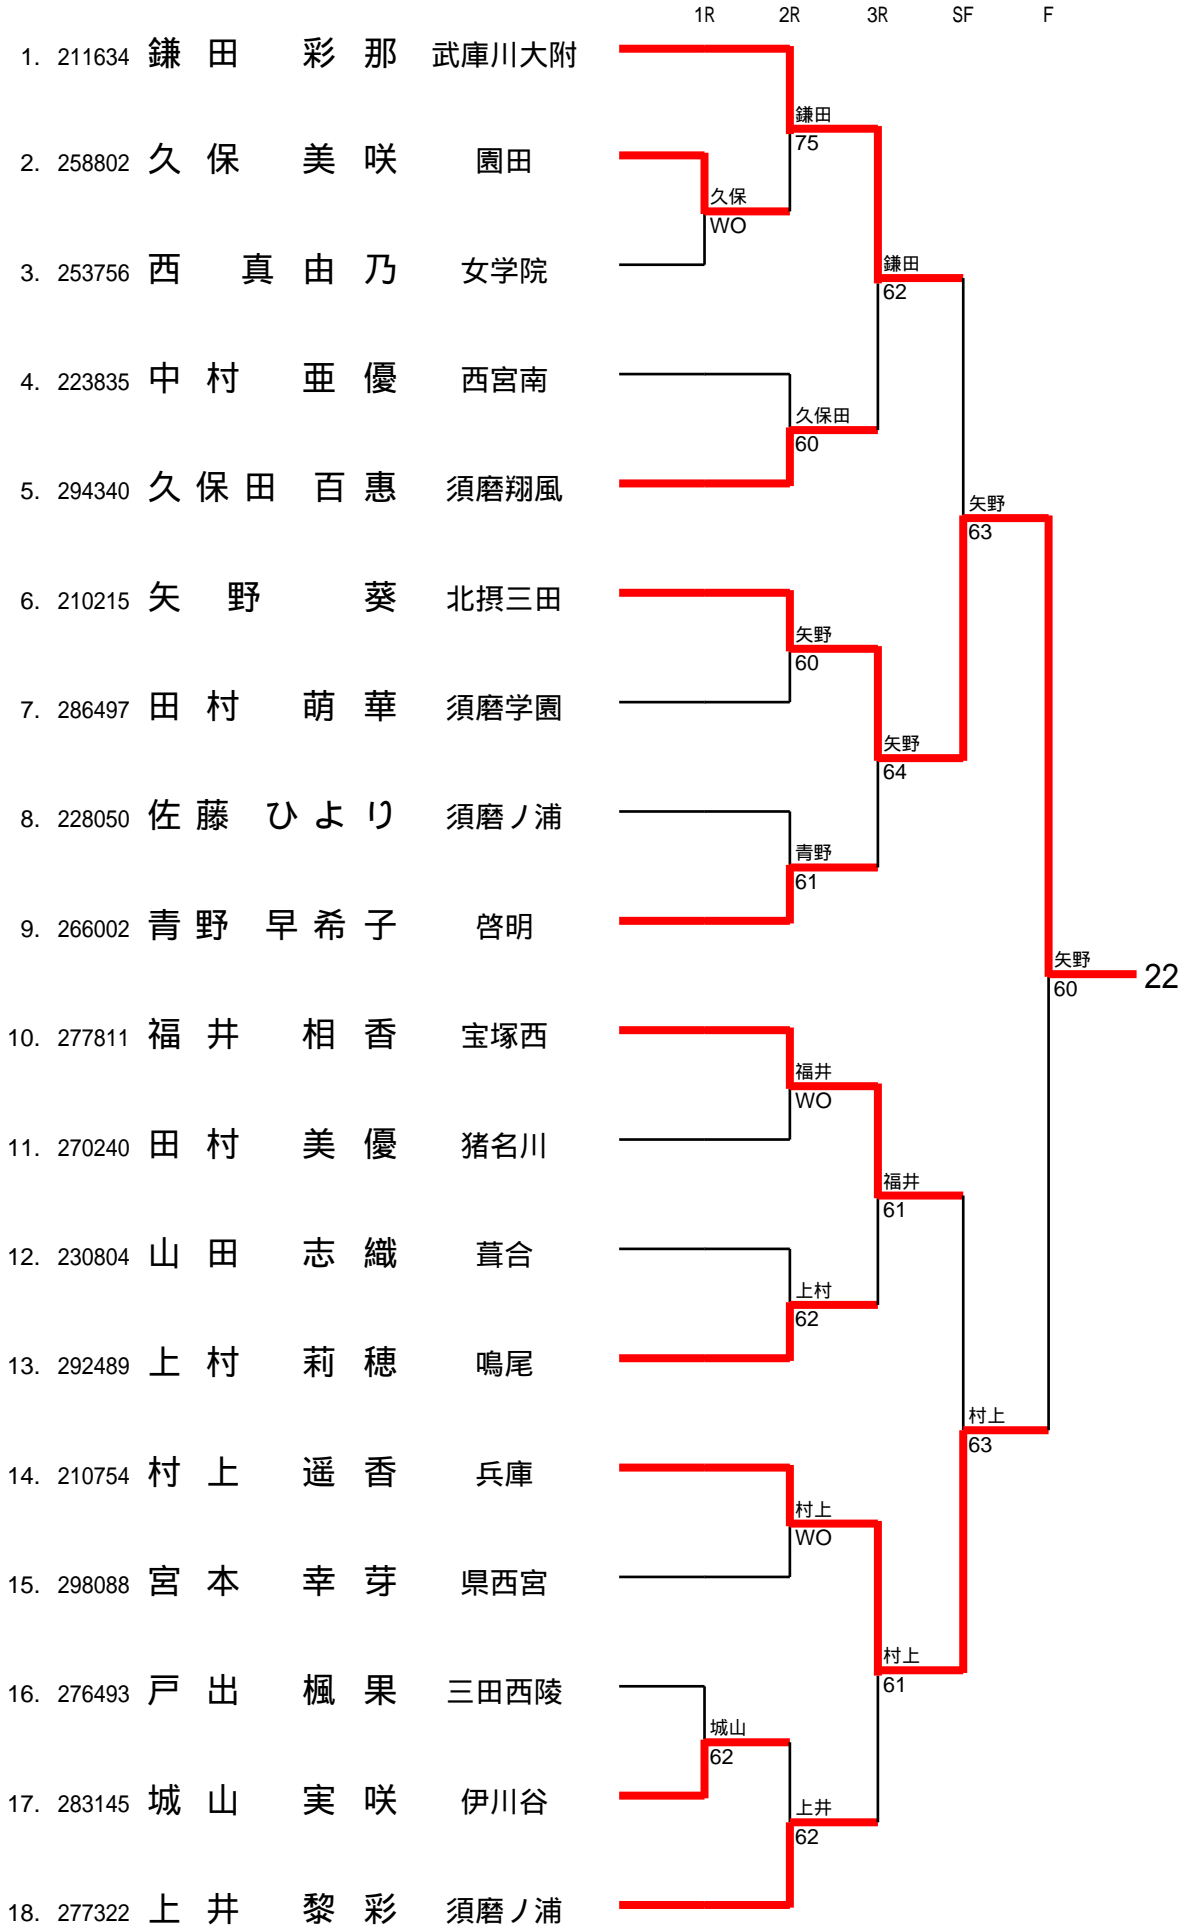 1R 2R 3R SF F
1. 211634 鎌田 彩那 武庫川大附
鎌田
75
2. 258802 久保 美咲 園田
久保
WO
3. 253756 西 真由乃 女学院
鎌田
62
4. 223835 中村 亜優 西宮南
久保田
60
5. 294340 久保田 百惠 須磨翔風
矢野
63
6. 210215 矢野 葵 北摂三田
矢野
60
7. 286497 田村 萌華 須磨学園
矢野
64
8. 228050 佐藤 ひより 須磨ノ浦
青野
61
9. 266002 青野 早希子 啓明
矢野
60
22
10. 277811 福井 相香 宝塚西
福井
WO
11. 270240 田村 美優 猪名川
福井
61
12. 230804 山田 志織 葺合
上村
62
13. 292489 上村 莉穂 鳴尾
村上
63
14. 210754 村上 遥香 兵庫
村上
WO
15. 298088 宮本 幸芽 県西宮
村上
61
16. 276493 戸出 楓果 三田西陵
城山
62
17. 283145 城山 実咲 伊川谷
上井
62
18. 277322 上井 黎彩 須磨ノ浦